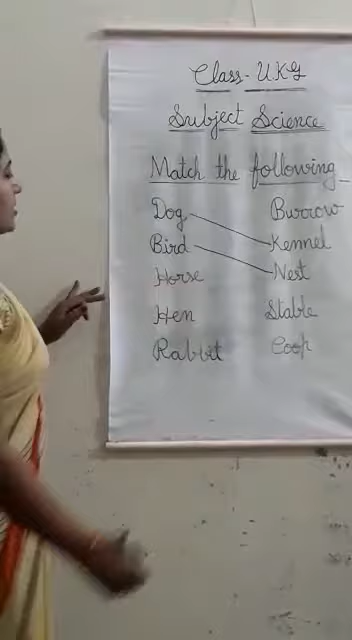 Class-UKG
Subject Science
Match the following
Dog Burrow
Bird Kennel
Horse Nest
Hen Stable
Rabbit Coop